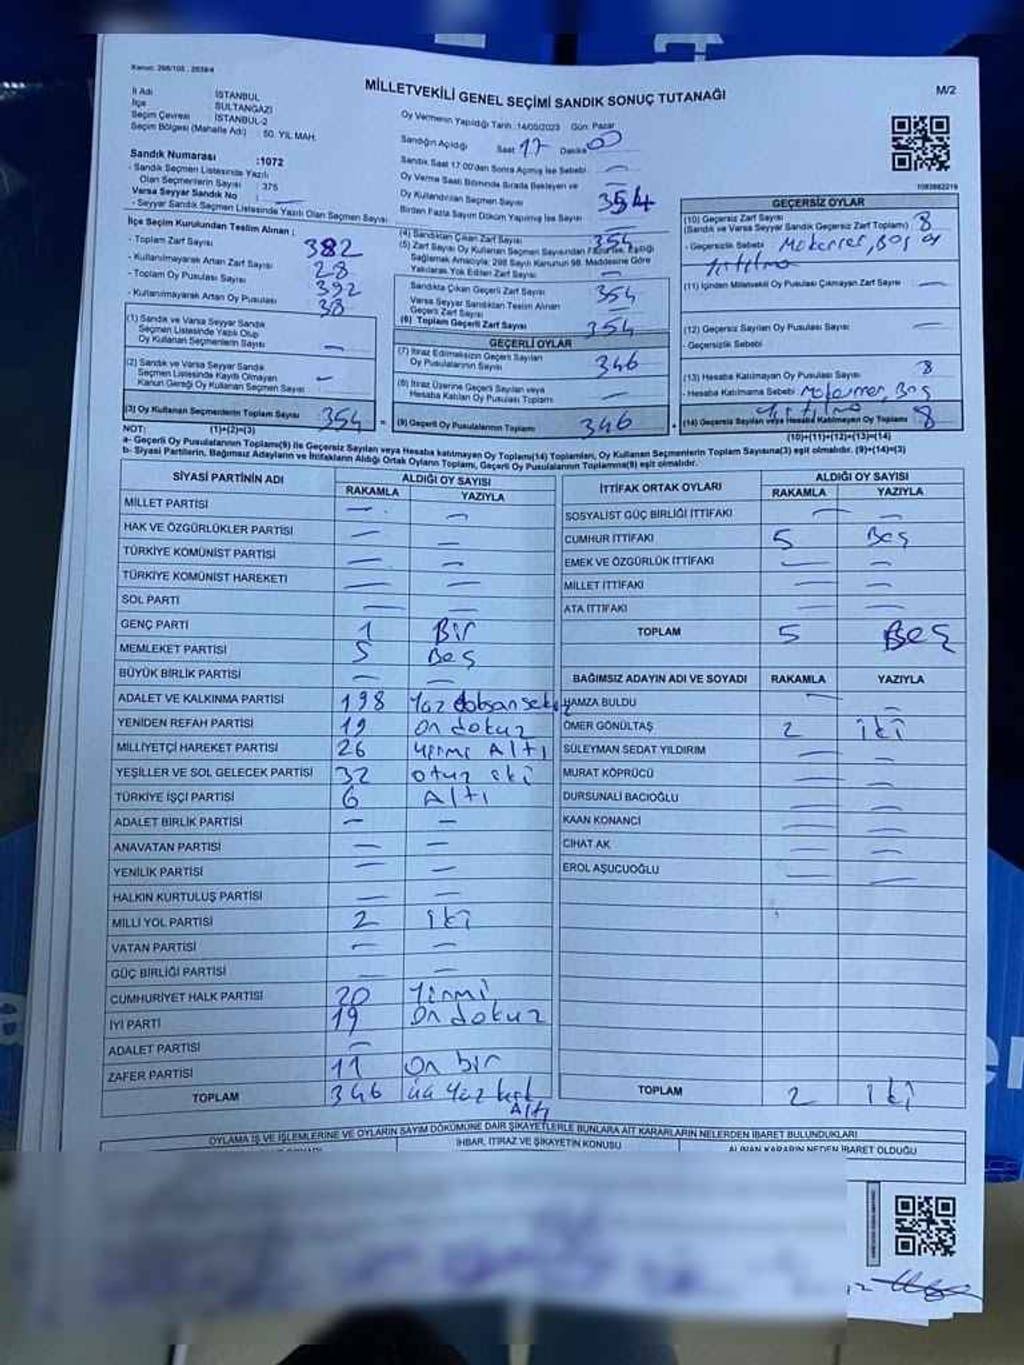 Kanun: 298/105 , 2839/4
MİLLETVEKİLİ GENEL SEÇİMİ SANDIK SONUÇ TUTANAĞI
M/2
İl Adı İSTANBUL
İlçe SULTANGAZİ
Seçim Çevresi İSTANBUL-2
Seçim Bölgesi (Mahalle Adı) : 50. YIL MAH.
Oy Vermenin Yapıldığı Tarih :14/05/2023 Gün: Pazar
Sandığın Açıldığı Saat 17 Dakika 00
Sandık Saat 17.00'den Sonra Açılmış İse Sebebi —
Oy Verme Saati Bitiminde Sırada Bekleyen ve
Oy Kullandırılan Seçmen Sayısı 354
Birden Fazla Sayım Döküm Yapılmış İse Sayısı
Sandık Numarası :1072
- Sandık Seçmen Listesinde Yazılı
Olan Seçmenlerin Sayısı : 375
Varsa Seyyar Sandık No :
- Seyyar Sandık Seçmen Listesinde Yazılı Olan Seçmen Sayısı
İlçe Seçim Kurulundan Teslim Alınan :
- Toplam Zarf Sayısı 382
- Kullanılmayarak Artan Zarf Sayısı 28
- Toplam Oy Pusulası Sayısı 392
- Kullanılmayarak Artan Oy Pusulası 38
(1) Sandık ve Varsa Seyyar Sandık
Seçmen Listesinde Yazılı Olup
Oy Kullanan Seçmenlerin Sayısı —
(2) Sandık ve Varsa Seyyar Sandık
Seçmen Listesinde Kayıtlı Olmayan
Kanun Gereği Oy Kullanan Seçmen Sayısı —
(3) Oy Kullanan Seçmenlerin Toplam Sayısı 354
(1)+(2)=(3)
(4) Sandıktan Çıkan Zarf Sayısı 354
(5) Zarf Sayısı Oy Kullanan Seçmen Sayısından Fazla İse, Eşitliği
Sağlamak Amacıyla; 298 Sayılı Kanunun 98. Maddesine Göre
Yakılarak Yok Edilen Zarf Sayısı —
Sandıkta Çıkan Geçerli Zarf Sayısı 354
Varsa Seyyar Sandıktan Teslim Alınan
Geçerli Zarf Sayısı
(6) Toplam Geçerli Zarf Sayısı 354
GEÇERLİ OYLAR
(7) İtiraz Edilmeksizin Geçerli Sayılan
Oy Pusulalarının Sayısı 346
(8) İtiraz Üzerine Geçerli Sayılan veya
Hesaba Katılan Oy Pusulası Toplamı —
= (9) Geçerli Oy Pusulalarının Toplamı 346
GEÇERSİZ OYLAR
(10) Geçersiz Zarf Sayısı
(Sandık ve Varsa Seyyar Sandık Geçersiz Zarf Toplamı) 8
- Geçersizlik Sebebi Mükerrer, Boş
Yırtılma
(11) İçinden Milletvekili Oy Pusulası Çıkmayan Zarf Sayısı —
(12) Geçersiz Sayılan Oy Pusulası Sayısı —
- Geçersizlik Sebebi
(13) Hesaba Katılmayan Oy Pusulası Sayısı 8
- Hesaba Katılmama Sebebi Mükerrer, Boş
Yırtılma
+ (14) Geçersiz Sayılan veya Hesaba Katılmayan Oy Toplamı 8
(10)+(11)+(12)+(13)=(14)
NOT:
a- Geçerli Oy Pusulalarının Toplamı(9) ile Geçersiz Sayılan veya Hesaba katılmayan Oy Toplamı(14) Toplamları, Oy Kullanan Seçmenlerin Toplam Sayısına(3) eşit olmalıdır. (9)+(14)=(3)
b- Siyasi Partilerin, Bağımsız Adayların ve İttifakların Aldığı Ortak Oyların Toplamı, Geçerli Oy Pusulalarının Toplamına(9) eşit olmalıdır.
SİYASİ PARTİNİN ADI ALDIĞI OY SAYISI
RAKAMLA YAZIYLA
MİLLET PARTİSİ — —
HAK VE ÖZGÜRLÜKLER PARTİSİ — —
TÜRKİYE KOMÜNİST PARTİSİ — —
TÜRKİYE KOMÜNİST HAREKETİ — —
SOL PARTİ — —
GENÇ PARTİ 1 Bir
MEMLEKET PARTİSİ 5 Beş
BÜYÜK BİRLİK PARTİSİ — —
ADALET VE KALKINMA PARTİSİ 198 Yüz doksan sekiz
YENİDEN REFAH PARTİSİ 19 on dokuz
MİLLİYETÇİ HAREKET PARTİSİ 26 yirmi Altı
YEŞİLLER VE SOL GELECEK PARTİSİ 32 otuz iki
TÜRKİYE İŞÇİ PARTİSİ 6 Altı
ADALET BİRLİK PARTİSİ — —
ANAVATAN PARTİSİ — —
YENİLİK PARTİSİ — —
HALKIN KURTULUŞ PARTİSİ — —
MİLLİ YOL PARTİSİ 2 iki
VATAN PARTİSİ — —
GÜÇ BİRLİĞİ PARTİSİ — —
CUMHURİYET HALK PARTİSİ 20 Yirmi
İYİ PARTİ 19 on dokuz
ADALET PARTİSİ —
ZAFER PARTİSİ 11 On bir
TOPLAM 346 üç yüz kırk Altı
İTTİFAK ORTAK OYLARI ALDIĞI OY SAYISI
RAKAMLA YAZIYLA
SOSYALİST GÜÇ BİRLİĞİ İTTİFAKI — —
CUMHUR İTTİFAKI 5 Beş
EMEK VE ÖZGÜRLÜK İTTİFAKI — —
MİLLET İTTİFAKI — —
ATA İTTİFAKI — —
TOPLAM 5 Beş
BAĞIMSIZ ADAYIN ADI VE SOYADI RAKAMLA YAZIYLA
HAMZA BULDU — —
ÖMER GÖNÜLTAŞ 2 iki
SÜLEYMAN SEDAT YILDIRIM — —
MURAT KÖPRÜCÜ — —
DURSUNALİ BACIOĞLU — —
KAAN KONANCI — —
CİHAT AK — —
EROL AŞUCUOĞLU — —
TOPLAM 2 iki
OYLAMA İŞ VE İŞLEMLERİNE VE OYLARIN SAYIM DÖKÜMÜNE DAİR ŞİKAYETLERLE BUNLARA AİT KARARLARIN NELERDEN İBARET BULUNDUKLARI
İHBAR, İTİRAZ VE ŞİKAYETİN KONUSU
ALINAN KARARIN NEDEN İBARET OLDUĞU